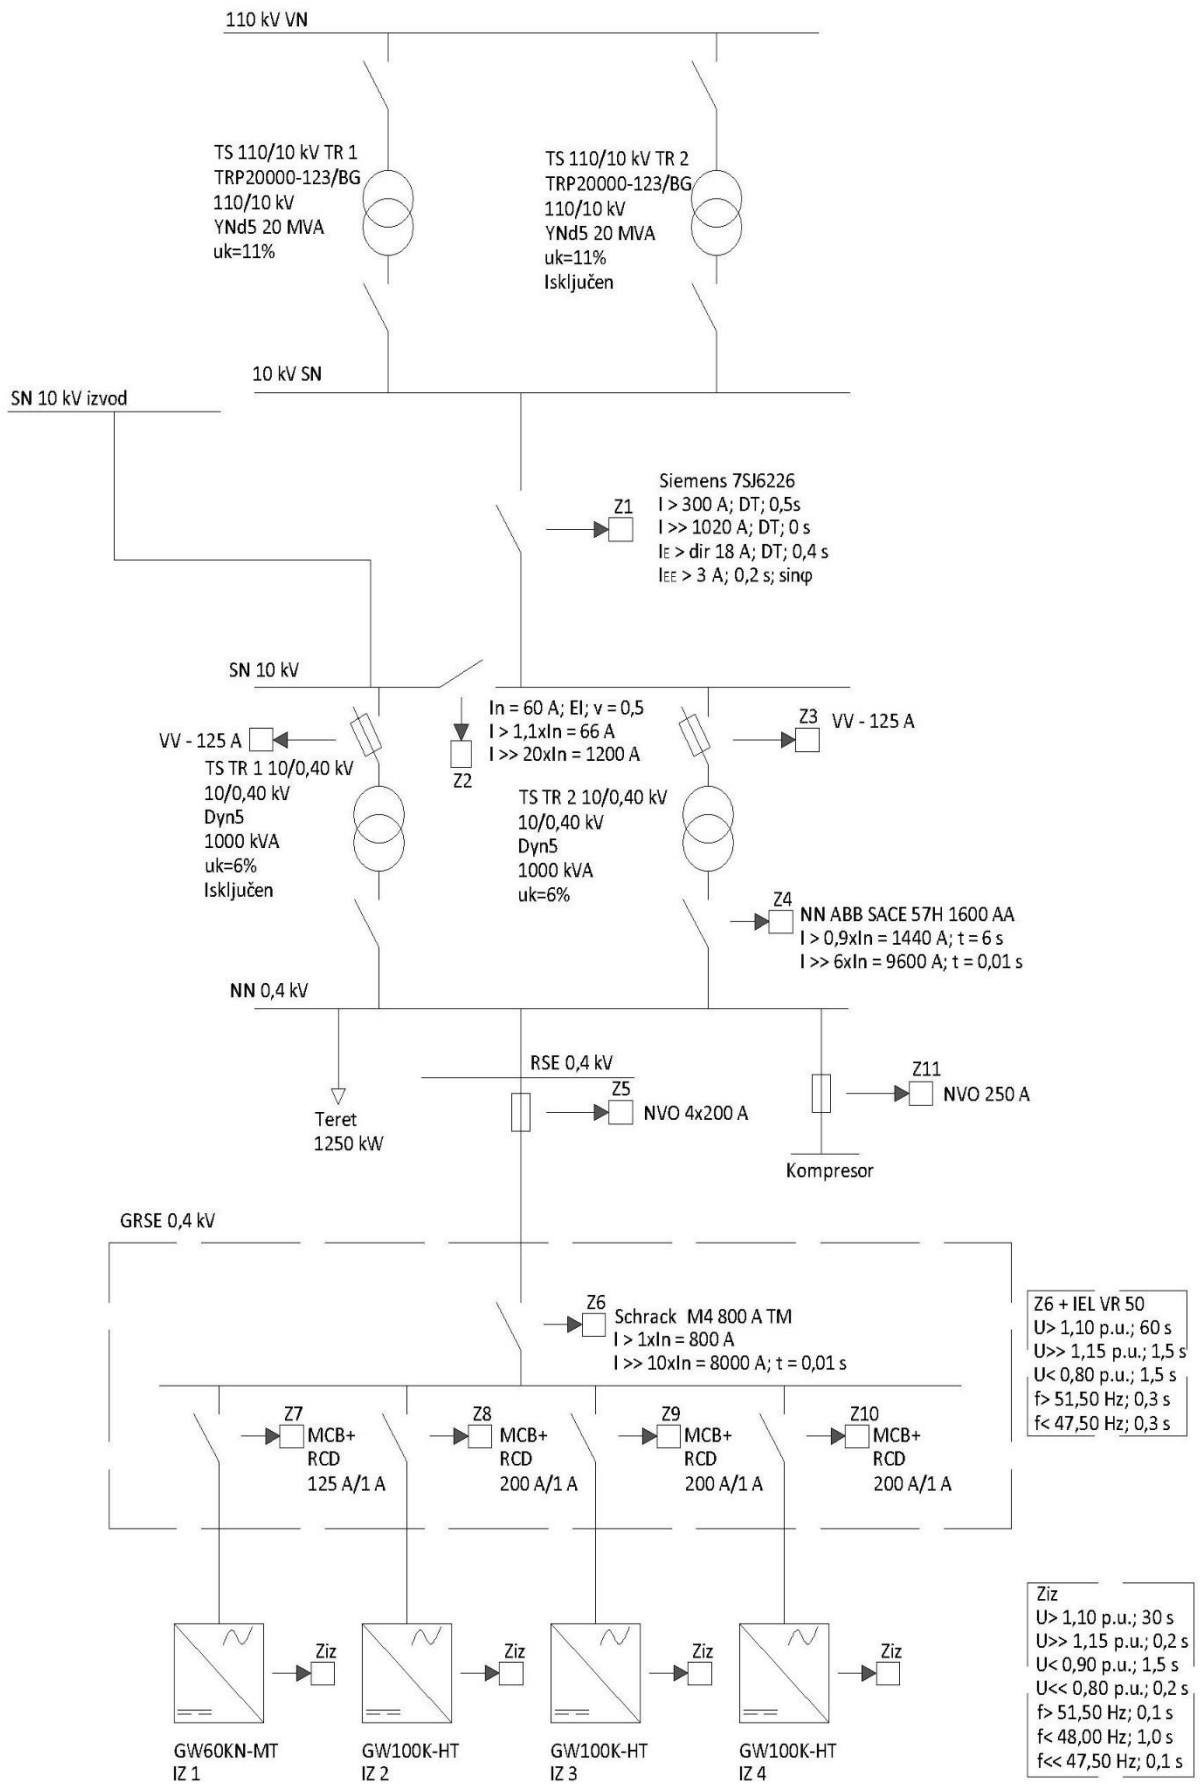 110 kV VN
TS 110/10 kV TR 1
TRP20000-123/BG
110/10 kV
YNd5 20 MVA
uk=11%
TS 110/10 kV TR 2
TRP20000-123/BG
110/10 kV
YNd5 20 MVA
uk=11%
Isključen
10 kV SN
SN 10 kV izvod
Z1
Siemens 7SJ6226
I > 300 A; DT; 0,5s
I >> 1020 A; DT; 0 s
IE > dir 18 A; DT; 0,4 s
IEE > 3 A; 0,2 s; sinφ
SN 10 kV
VV - 125 A
TS TR 1 10/0,40 kV
10/0,40 kV
Dyn5
1000 kVA
uk=6%
Isključen
Z2
In = 60 A; EI; v = 0,5
I > 1,1xIn = 66 A
I >> 20xIn = 1200 A
Z3
VV - 125 A
TS TR 2 10/0,40 kV
10/0,40 kV
Dyn5
1000 kVA
uk=6%
Z4
NN ABB SACE 57H 1600 AA
I > 0,9xIn = 1440 A; t = 6 s
I >> 6xIn = 9600 A; t = 0,01 s
NN 0,4 kV
RSE 0,4 kV
Z5
NVO 4x200 A
Z11
NVO 250 A
Teret
1250 kW
Kompresor
GRSE 0,4 kV
Z6
Schrack M4 800 A TM
I > 1xIn = 800 A
I >> 10xIn = 8000 A; t = 0,01 s
Z6 + IEL VR 50
U> 1,10 p.u.; 60 s
U>> 1,15 p.u.; 1,5 s
U< 0,80 p.u.; 1,5 s
f> 51,50 Hz; 0,3 s
f< 47,50 Hz; 0,3 s
Z7
MCB+
RCD
125 A/1 A
Z8
MCB+
RCD
200 A/1 A
Z9
MCB+
RCD
200 A/1 A
Z10
MCB+
RCD
200 A/1 A
Ziz
Ziz
Ziz
Ziz
GW60KN-MT
IZ 1
GW100K-HT
IZ 2
GW100K-HT
IZ 3
GW100K-HT
IZ 4
Ziz
U> 1,10 p.u.; 30 s
U>> 1,15 p.u.; 0,2 s
U< 0,90 p.u.; 1,5 s
U<< 0,80 p.u.; 0,2 s
f> 51,50 Hz; 0,1 s
f< 48,00 Hz; 1,0 s
f<< 47,50 Hz; 0,1 s